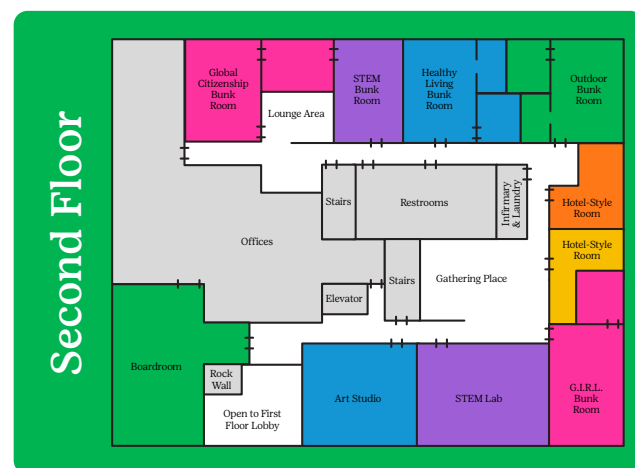 Second Floor
Global
Citizenship
Bunk
Room
Lounge Area
STEM
Bunk
Room
Healthy
Living
Bunk
Room
Outdoor
Bunk
Room
Stairs
Restrooms
Infirmary
& Laundry
Hotel-Style
Room
Offices
Hotel-Style
Room
Stairs
Gathering Place
Elevator
Boardroom
Rock
Wall
Open to First
Floor Lobby
Art Studio
STEM Lab
G.I.R.L.
Bunk
Room